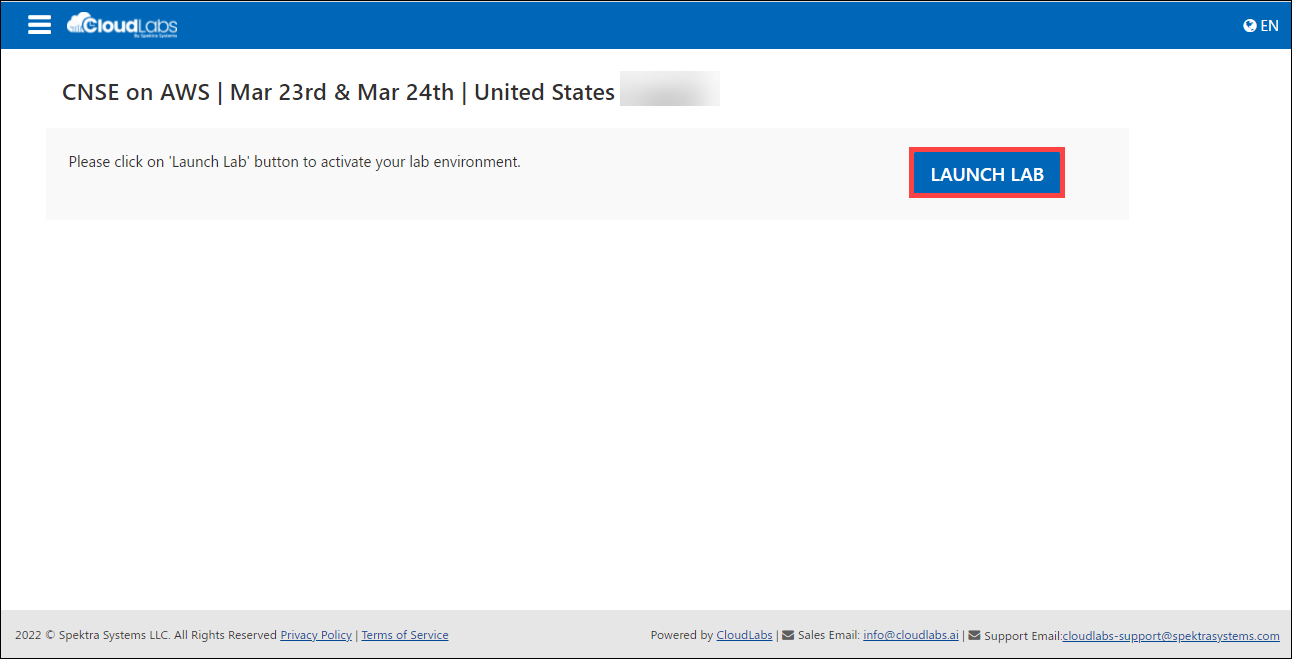 CloudLabs
By Spektra Systems
EN
CNSE on AWS | Mar 23rd & Mar 24th | United States
Please click on 'Launch Lab' button to activate your lab environment.
LAUNCH LAB
2022 © Spektra Systems LLC. All Rights Reserved Privacy Policy | Terms of Service
Powered by CloudLabs | Sales Email: info@cloudlabs.ai | Support Email:cloudlabs-support@spektrasystems.com